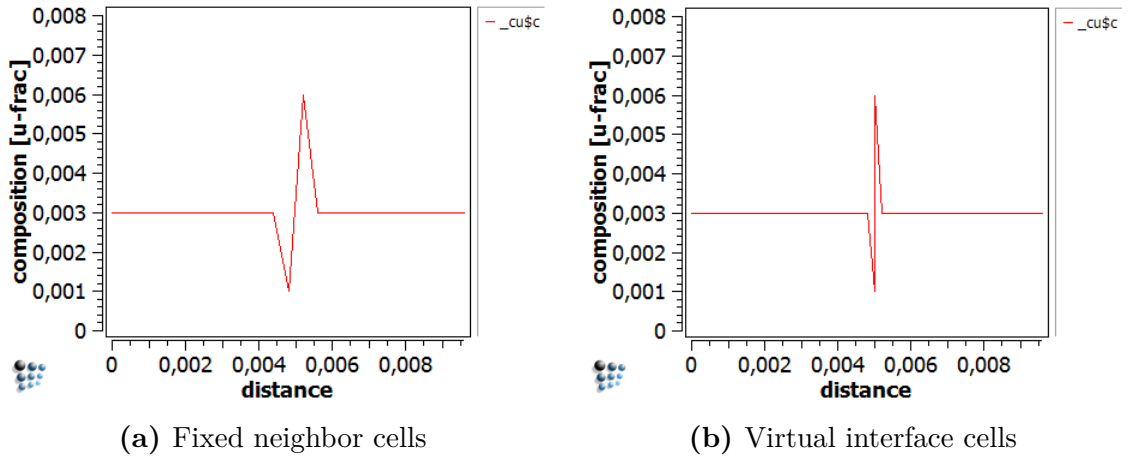 0,008
0,007
0,006
0,005
0,004
0,003
0,002
0,001
0
composition [u-frac]
0 0,002 0,004 0,006 0,008
distance
_cu$c
(a) Fixed neighbor cells
0,008
0,007
0,006
0,005
0,004
0,003
0,002
0,001
0
composition [u-frac]
0 0,002 0,004 0,006 0,008
distance
_cu$c
(b) Virtual interface cells